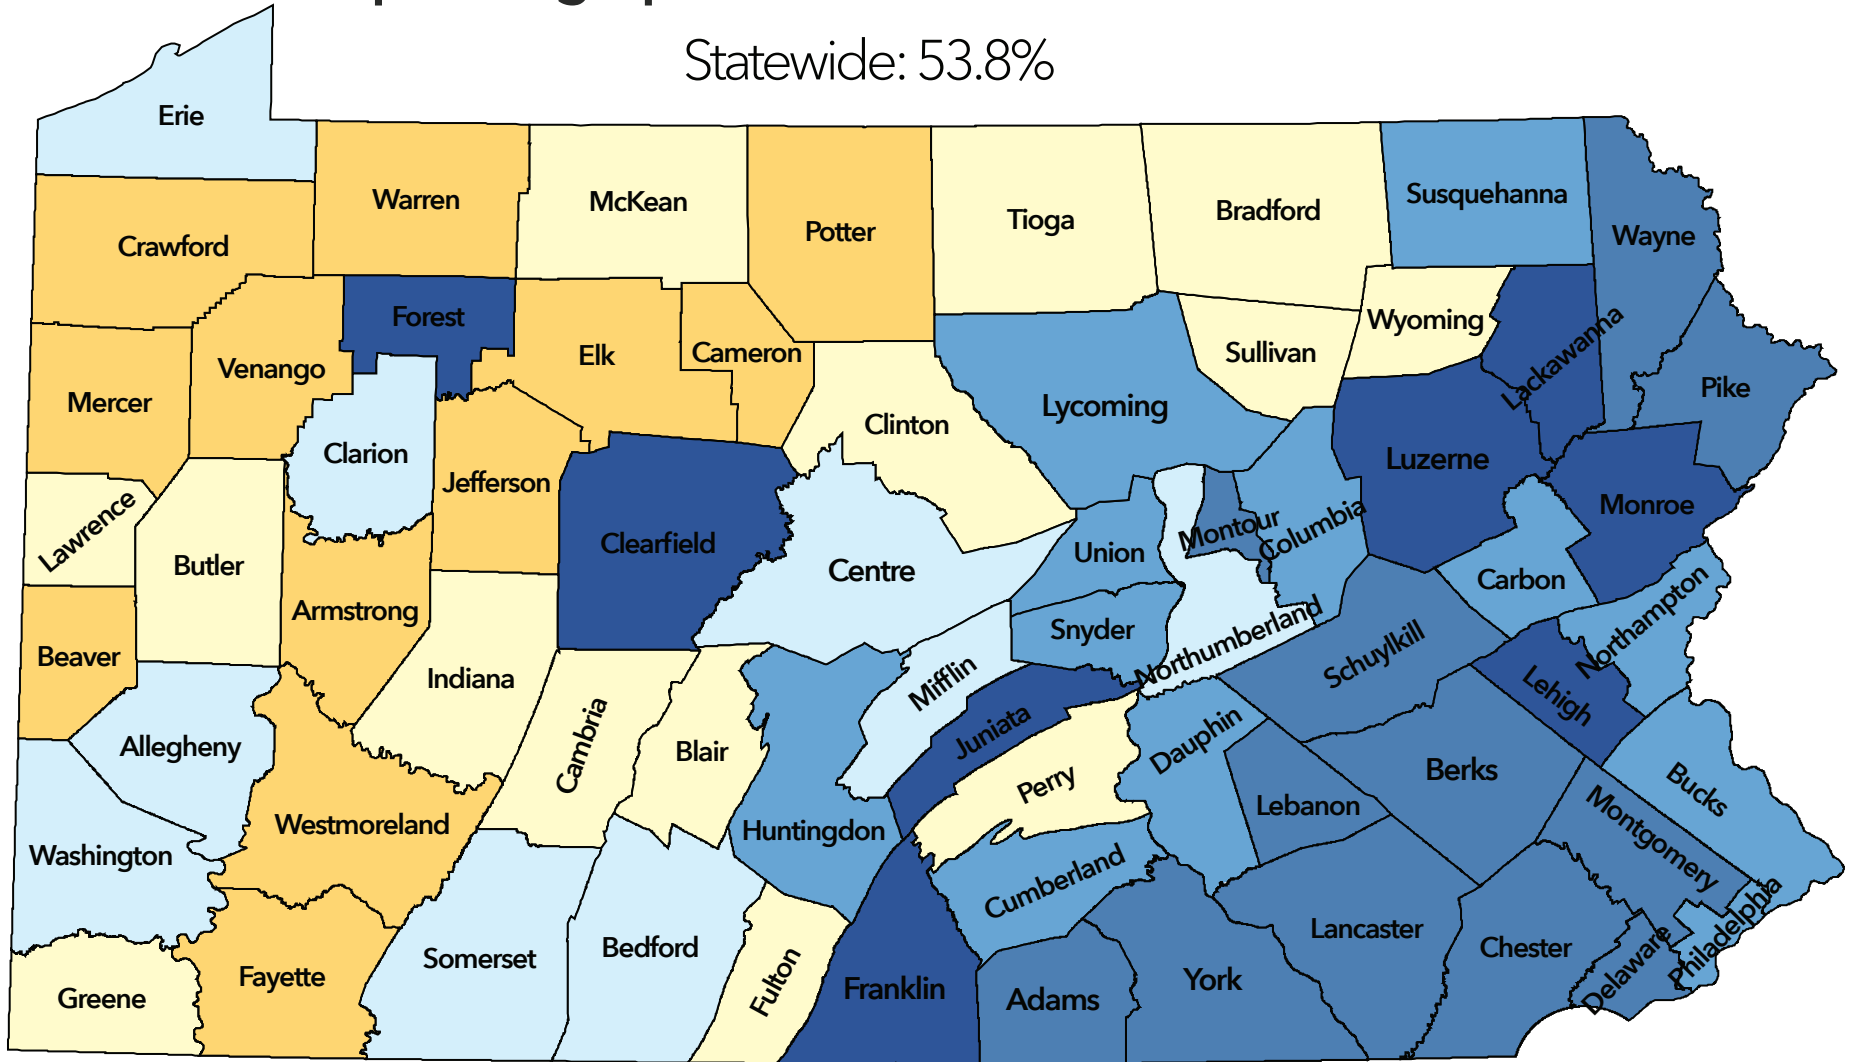 Statewide: 53.8%
Erie
Warren
McKean
Potter
Tioga
Bradford
Susquehanna
Wayne
Crawford
Forest
Venango
Elk
Cameron
Sullivan
Wyoming
Lackawanna
Pike
Mercer
Clarion
Jefferson
Clinton
Lycoming
Luzerne
Monroe
Lawrence
Butler
Clearfield
Centre
Union
Montour
Columbia
Carbon
Northampton
Armstrong
Beaver
Indiana
Snyder
Northumberland
Schuylkill
Lehigh
Mifflin
Allegheny
Cambria
Blair
Juniata
Perry
Dauphin
Berks
Bucks
Lebanon
Montgomery
Westmoreland
Washington
Huntingdon
Cumberland
Philadelphia
Greene
Fayette
Somerset
Bedford
Fulton
Franklin
Adams
York
Lancaster
Chester
Delaware